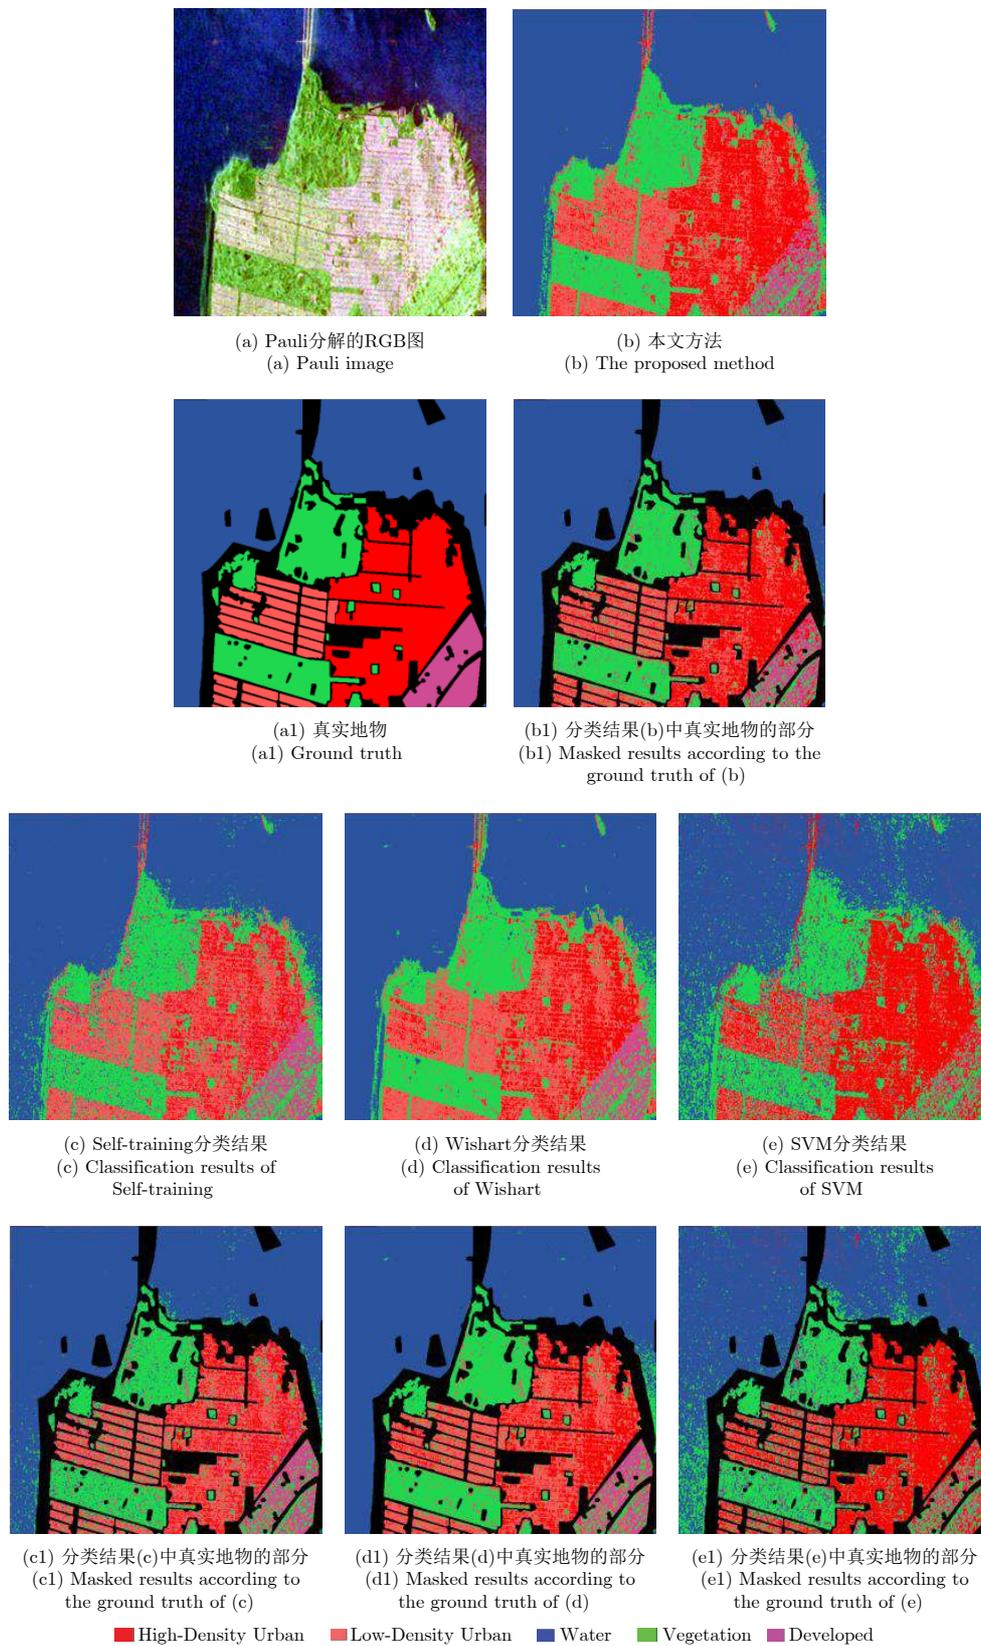 (a) Pauli分解的RGB图
(a) Pauli image
(b) 本文方法
(b) The proposed method
(a1) 真实地物
(a1) Ground truth
(b1) 分类结果(b)中真实地物的部分
(b1) Masked results according to the
ground truth of (b)
(c) Self-training分类结果
(c) Classification results of
Self-training
(d) Wishart分类结果
(d) Classification results
of Wishart
(e) SVM分类结果
(e) Classification results
of SVM
(c1) 分类结果(c)中真实地物的部分
(c1) Masked results according to
the ground truth of (c)
(d1) 分类结果(d)中真实地物的部分
(d1) Masked results according to
the ground truth of (d)
(e1) 分类结果(e)中真实地物的部分
(e1) Masked results according to
the ground truth of (e)
High-Density Urban Low-Density Urban Water Vegetation Developed